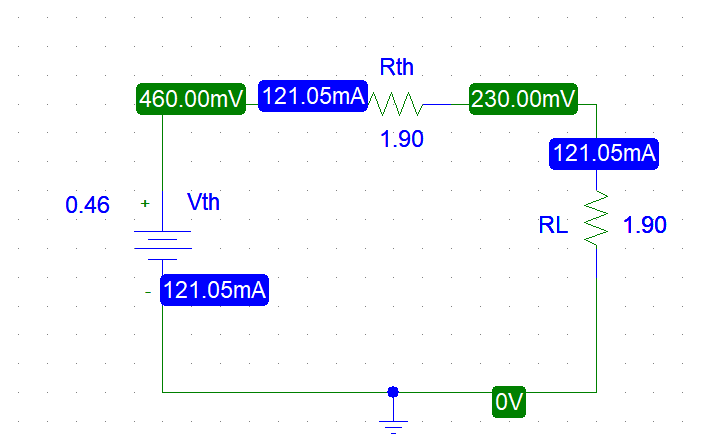 Rth
460.00mV
121.05mA
230.00mV
1.90
121.05mA
0.46
+
Vth
RL
1.90
-
121.05mA
0V